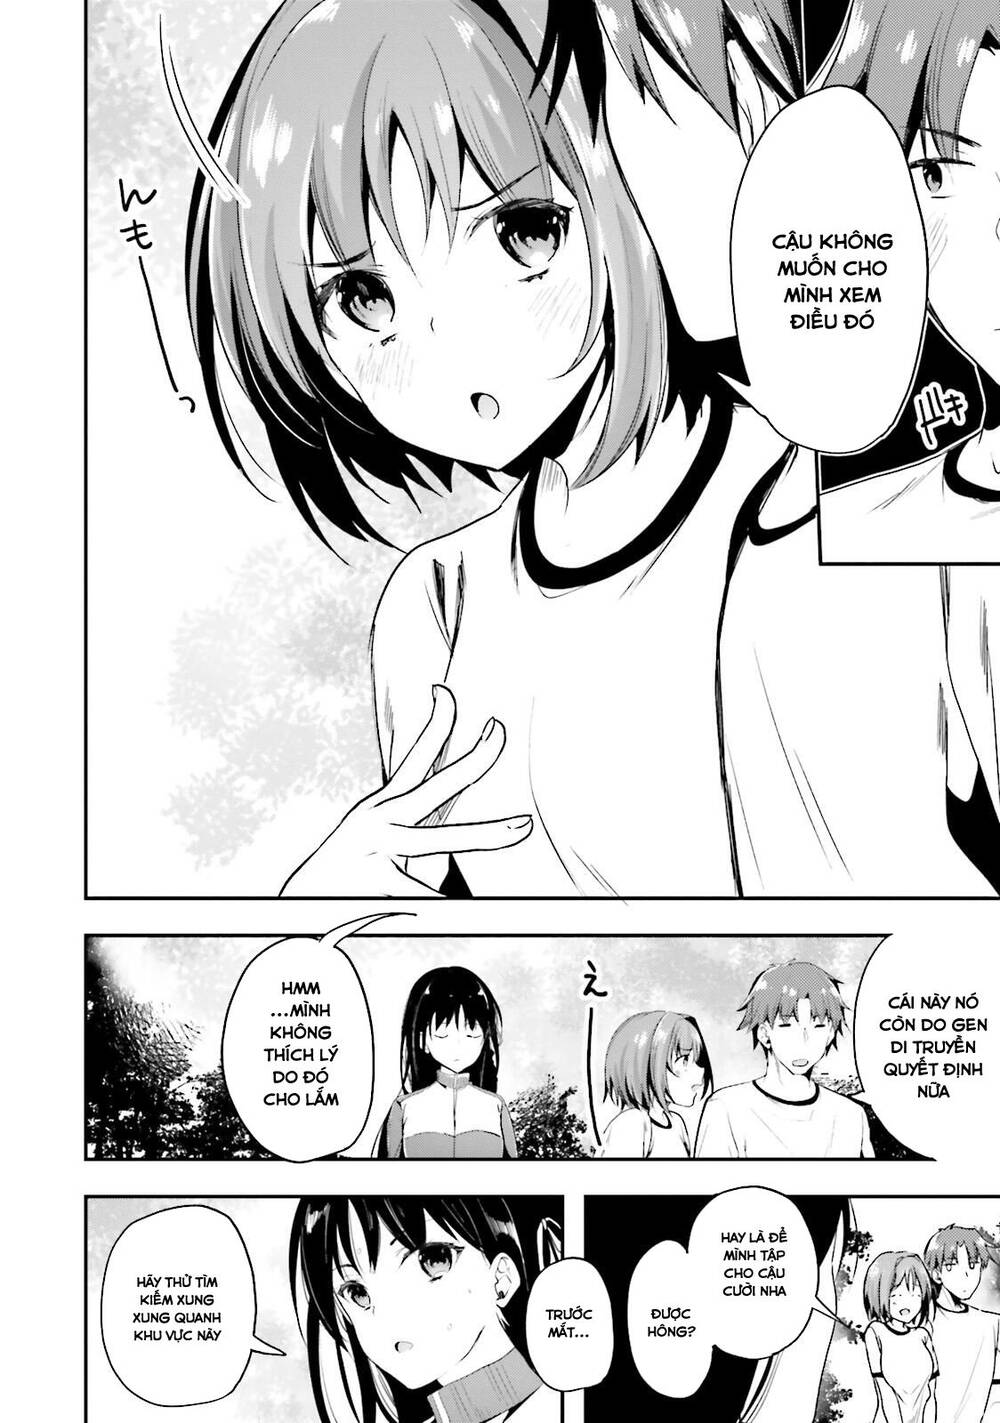 CẬU KHÔNG
MUỐN CHO
MÌNH XEM
ĐIỀU ĐÓ
んもーっ
ドキ
CÁI NÀY NÓ
CÒN DO GEN
DI TRUYỀN
QUYẾT ĐỊNH
NỮA
え
HMM
...MÌNH
KHÔNG
THÍCH LÝ
DO ĐÓ
CHO LẮM
HAY LÀ ĐỂ
MÌNH TẬP
CHO CẬU
CƯỜI NHA
ĐƯỢC
HÔNG?
TRƯỚC
MẮT...
HÃY THỬ TÌM
KIẾM XUNG
XUNG QUANH
KHU VỰC NÀY